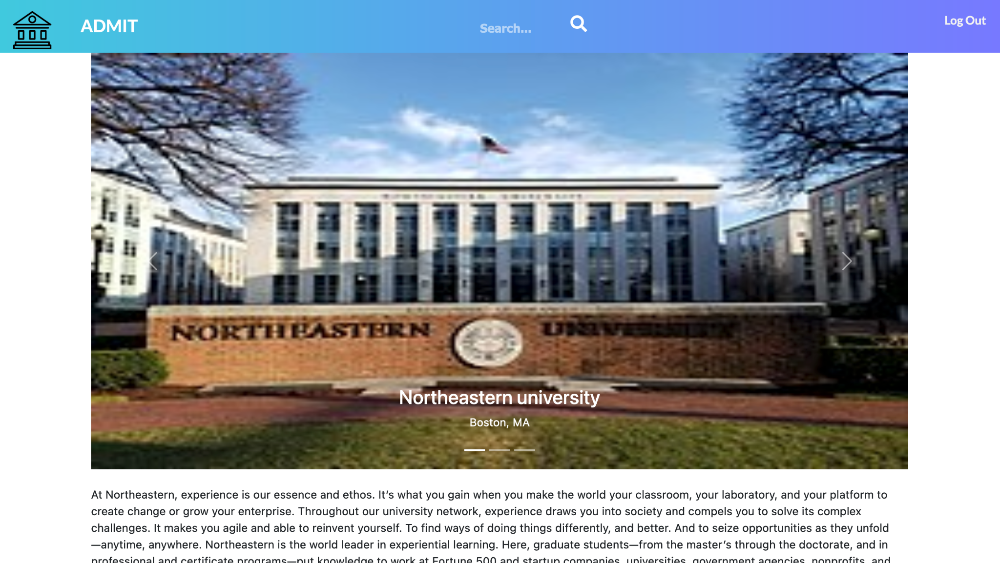 ADMIT
Search...
Log Out
NORTHEASTERN UNIVERSITY
Northeastern university
Boston, MA
At Northeastern, experience is our essence and ethos. It’s what you gain when you make the world your classroom, your laboratory, and your platform to
create change or grow your enterprise. Throughout our university network, experience draws you into society and compels you to solve its complex
challenges. It makes you agile and able to reinvent yourself. To find ways of doing things differently, and better. And to seize opportunities as they unfold
—anytime, anywhere. Northeastern is the world leader in experiential learning. Here, graduate students—from the master’s through the doctorate, and in
professional and certificate programs—put knowledge to work at Fortune 500 and startup companies, universities, government agencies, nonprofits, and